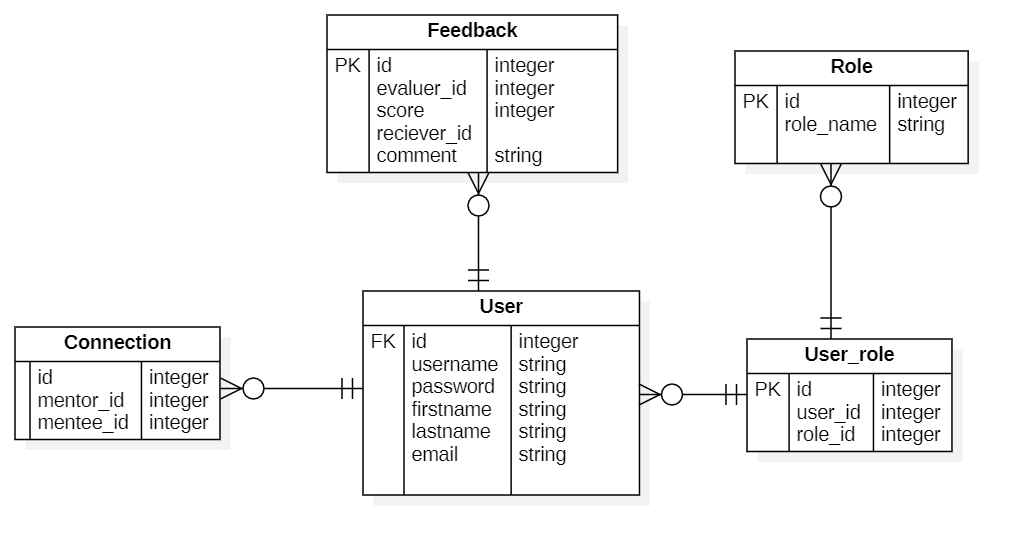 Feedback
PK id integer
evaluer_id integer
score integer
reciever_id
comment string
Role
PK id integer
role_name string
User
FK id integer
username string
password string
firstname string
lastname string
email string
Connection
id integer
mentor_id integer
mentee_id integer
User_role
PK id integer
user_id integer
role_id integer